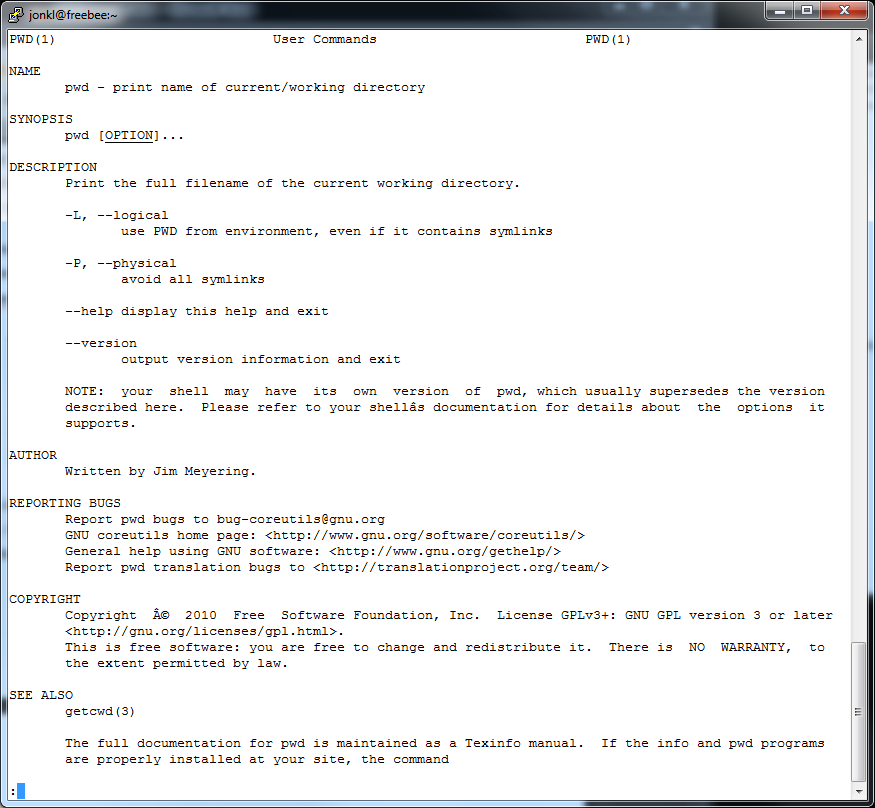 jonkl@freebee:~
PWD(1) User Commands PWD(1)
NAME
pwd - print name of current/working directory
SYNOPSIS
pwd [OPTION]...
DESCRIPTION
Print the full filename of the current working directory.
-L, --logical
use PWD from environment, even if it contains symlinks
-P, --physical
avoid all symlinks
--help display this help and exit
--version
output version information and exit
NOTE: your shell may have its own version of pwd, which usually supersedes the version
described here. Please refer to your shellâs documentation for details about the options it
supports.
AUTHOR
Written by Jim Meyering.
REPORTING BUGS
Report pwd bugs to bug-coreutils@gnu.org
GNU coreutils home page: <http://www.gnu.org/software/coreutils/>
General help using GNU software: <http://www.gnu.org/gethelp/>
Report pwd translation bugs to <http://translationproject.org/team/>
COPYRIGHT
Copyright Â© 2010 Free Software Foundation, Inc. License GPLv3+: GNU GPL version 3 or later
<http://gnu.org/licenses/gpl.html>.
This is free software: you are free to change and redistribute it. There is NO WARRANTY, to
the extent permitted by law.
SEE ALSO
getcwd(3)
The full documentation for pwd is maintained as a Texinfo manual. If the info and pwd programs
are properly installed at your site, the command
: